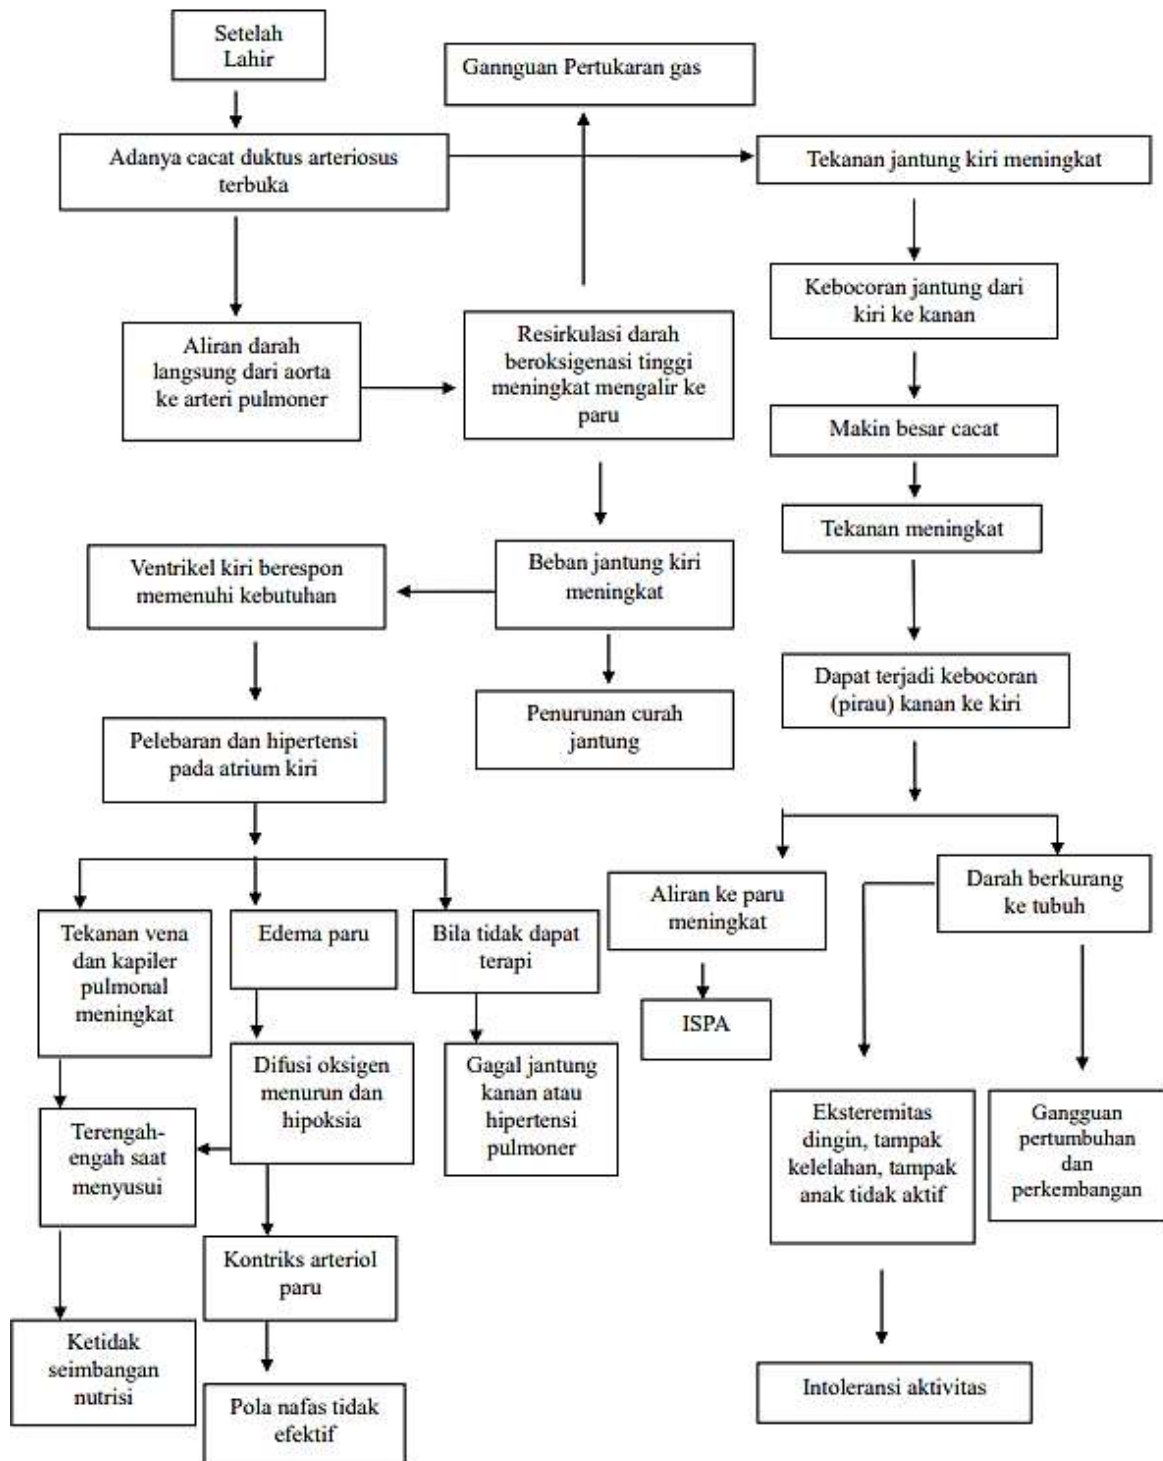 Setelah
Lahir
Gannguan Pertukaran gas
Adanya cacat duktus arteriosus
terbuka
Tekanan jantung kiri meningkat
Kebocoran jantung dari
kiri ke kanan
Aliran darah
langsung dari aorta
ke arteri pulmoner
Resirkulasi darah
beroksigenasi tinggi
meningkat mengalir ke
paru
Makin besar cacat
Tekanan meningkat
Ventrikel kiri berespon
memenuhi kebutuhan
Beban jantung kiri
meningkat
Dapat terjadi kebocoran
(pirau) kanan ke kiri
Penurunan curah
jantung
Pelebaran dan hipertensi
pada atrium kiri
Aliran ke paru
meningkat
Darah berkurang
ke tubuh
Tekanan vena
dan kapiler
pulmonal
meningkat
Edema paru
Bila tidak dapat
terapi
ISPA
Difusi oksigen
menurun dan
hipoksia
Gagal jantung
kanan atau
hipertensi
pulmoner
Eksteremitas
dingin, tampak
kelelahan, tampak
anak tidak aktif
Gangguan
pertumbuhan
dan
perkembangan
Terengah-
engah saat
menyusui
Kontriks arteriol
paru
Ketidak
seimbangan
nutrisi
Pola nafas tidak
efektif
Intoleransi aktivitas